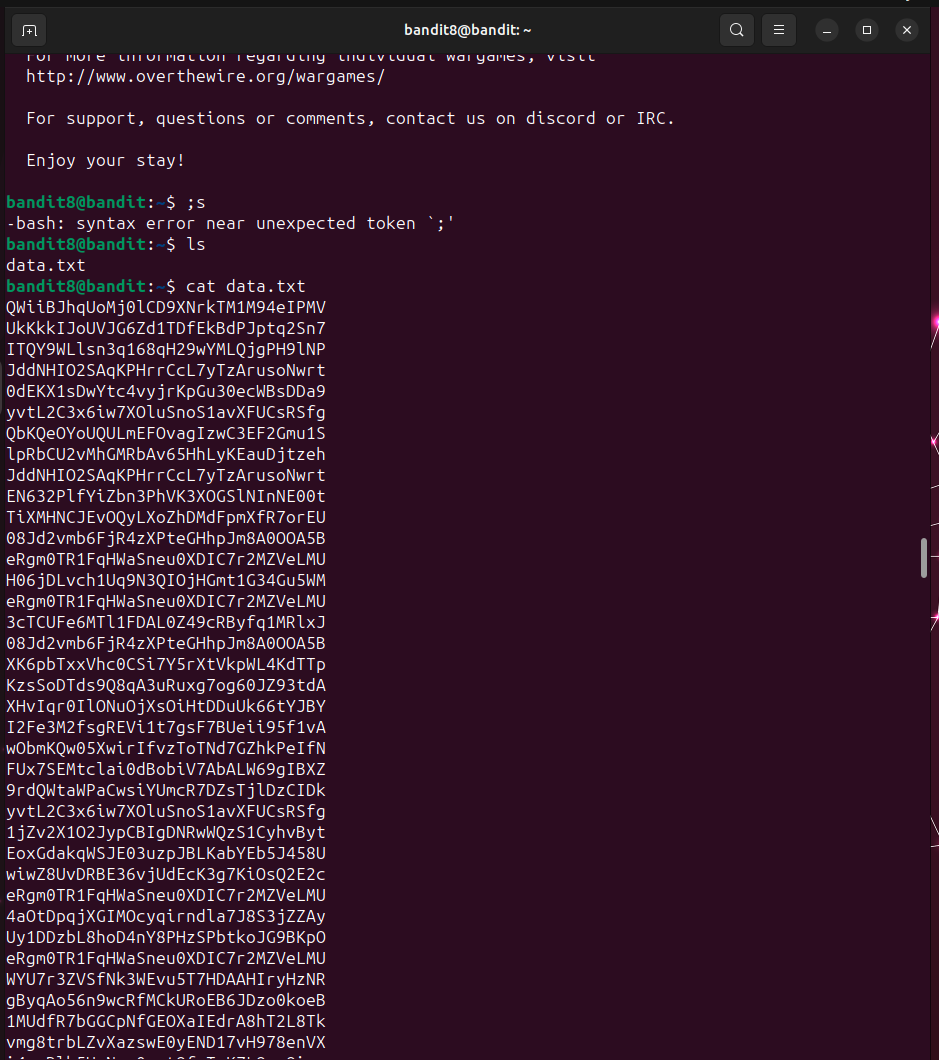 bandit8@bandit: ~
For more information regarding individual wargames, visit
http://www.overthewire.org/wargames/
For support, questions or comments, contact us on discord or IRC.
Enjoy your stay!
bandit8@bandit:~$ ;s
-bash: syntax error near unexpected token `;'
bandit8@bandit:~$ ls
data.txt
bandit8@bandit:~$ cat data.txt
QWiiBJhqUoMj0lCD9XNrkTM1M94eIPMV
UkKkkIJoUVJG6Zd1TDfEkBdPJptq2Sn7
ITQY9WLlsn3q168qH29wYMLQjgPH9lNP
JddNHIO2SAqKPHrrCcL7yTzArusoNwrt
0dEKX1sDwYtc4vyjrKpGu30ecWBsDDa9
yvtL2C3x6iw7XOluSnoS1avXFUCsRSfg
QbKQeOYoUQULmEFOvagIzwC3EF2Gmu1S
lpRbCU2vMhGMRbAv65HhLyKEauDjtzeh
JddNHIO2SAqKPHrrCcL7yTzArusoNwrt
EN632PlfYiZbn3PhVK3XOGSlNInNE00t
TiXMHNCJEvOQyLXoZhDMdFpmXfR7orEU
08Jd2vmb6FjR4zXPteGHhpJm8A0OOA5B
eRgm0TR1FqHWaSneu0XDIC7r2MZVeLMU
H06jDLvch1Uq9N3QIOjHGmt1G34Gu5WM
eRgm0TR1FqHWaSneu0XDIC7r2MZVeLMU
3cTCUFe6MTl1FDAL0Z49cRByfq1MRlxJ
08Jd2vmb6FjR4zXPteGHhpJm8A0OOA5B
XK6pbTxxVhc0CSi7Y5rXtVkpWL4KdTTp
KzsSoDTds9Q8qA3uRuxg7og60JZ93tdA
XHvIqr0IlONuOjXsOiHtDDuUk66tYJBY
I2Fe3M2fsgREVi1t7gsF7BUeii95f1vA
wObmKQw05XwirIfvzToTNd7GZhkPeIfN
FUx7SEMtclai0dBobiV7AbALW69gIBXZ
9rdQWtaWPaCwsiYUmcR7DZsTjlDzCIDk
yvtL2C3x6iw7XOluSnoS1avXFUCsRSfg
1jZv2X1O2JypCBIgDNRwWQzS1CyhvByt
EoxGdakqWSJE03uzpJBLKabYEb5J458U
wiwZ8UvDRBE36vjUdEcK3g7KiOsQ2E2c
eRgm0TR1FqHWaSneu0XDIC7r2MZVeLMU
4aOtDpqjXGIMOcyqirndla7J8S3jZZAy
Uy1DDzbL8hoD4nY8PHzSPbtkoJG9BKpO
eRgm0TR1FqHWaSneu0XDIC7r2MZVeLMU
WYU7r3ZVSfNk3WEvu5T7HDAAHIryHzNR
gByqAo56n9wcRfMCkURoEB6JDzo0koeB
1MUdfR7bGGCpNfGEOXaIEdrA8hT2L8Tk
vmg8trbLZvXazswE0yEND17vH978enVX